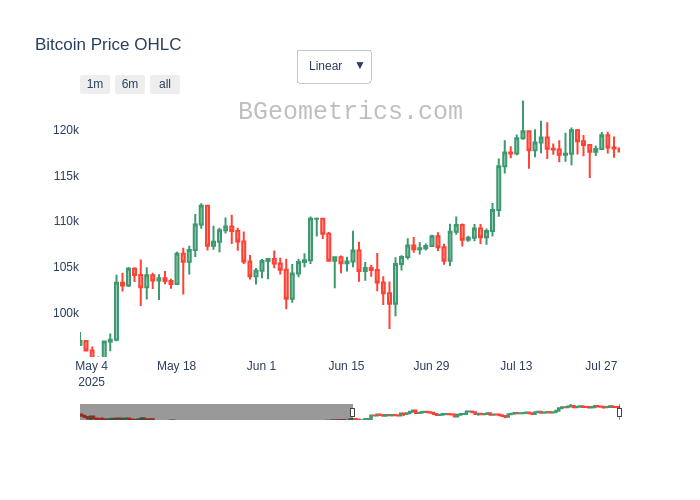 Bitcoin Price OHLC
Linear ▼
1m 6m all
BGeometrics.com
120k
115k
110k
105k
100k
May 4 May 18 Jun 1 Jun 15 Jun 29 Jul 13 Jul 27
2025